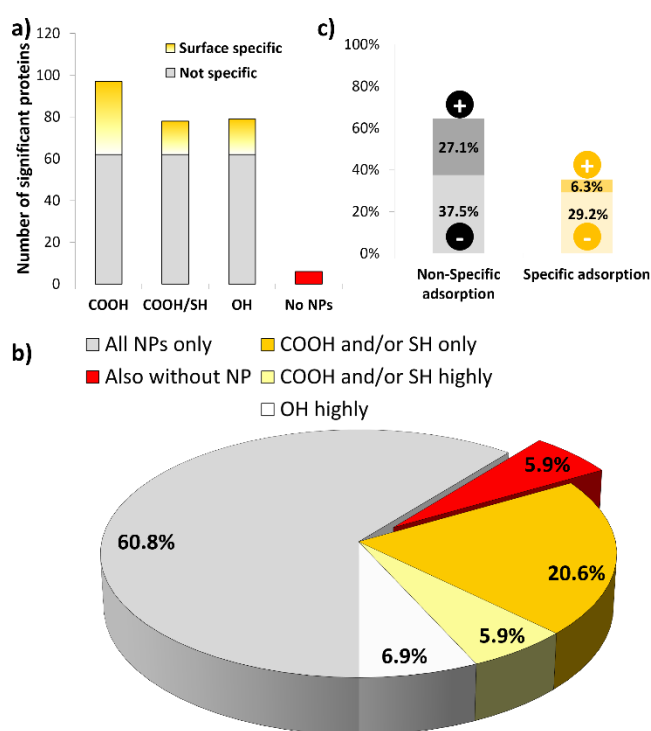 a)
Number of significant proteins
120
100
80
60
40
20
0
Surface specific
Not specific
COOH
COOH/SH
OH
No NPs
c)
100%
80%
60%
40%
20%
0%
+
27.1%
37.5%
-
+
6.3%
29.2%
-
Non-Specific
adsorption
Specific adsorption
b)
All NPs only
COOH and/or SH only
Also without NP
COOH and/or SH highly
OH highly
5.9%
60.8%
20.6%
5.9%
6.9%